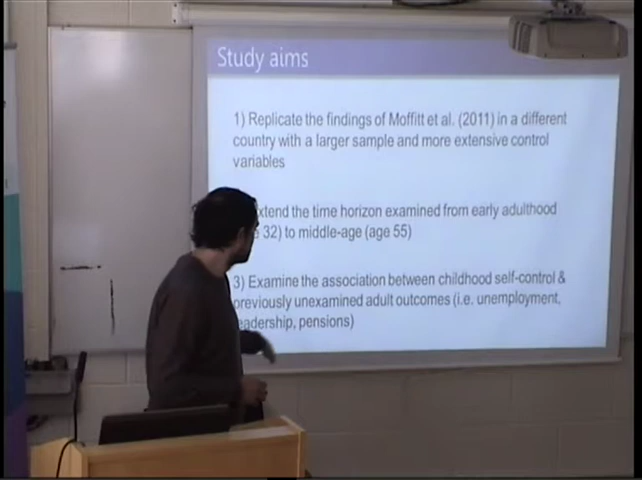 Study aims
1) Replicate the findings of Moffitt et al. (2011) in a different
country with a larger sample and more extensive control
variables
extend the time horizon examined from early adulthood
32) to middle-age (age 55)
3) Examine the association between childhood self-control &
previously unexamined adult outcomes (i.e. unemployment,
leadership, pensions)